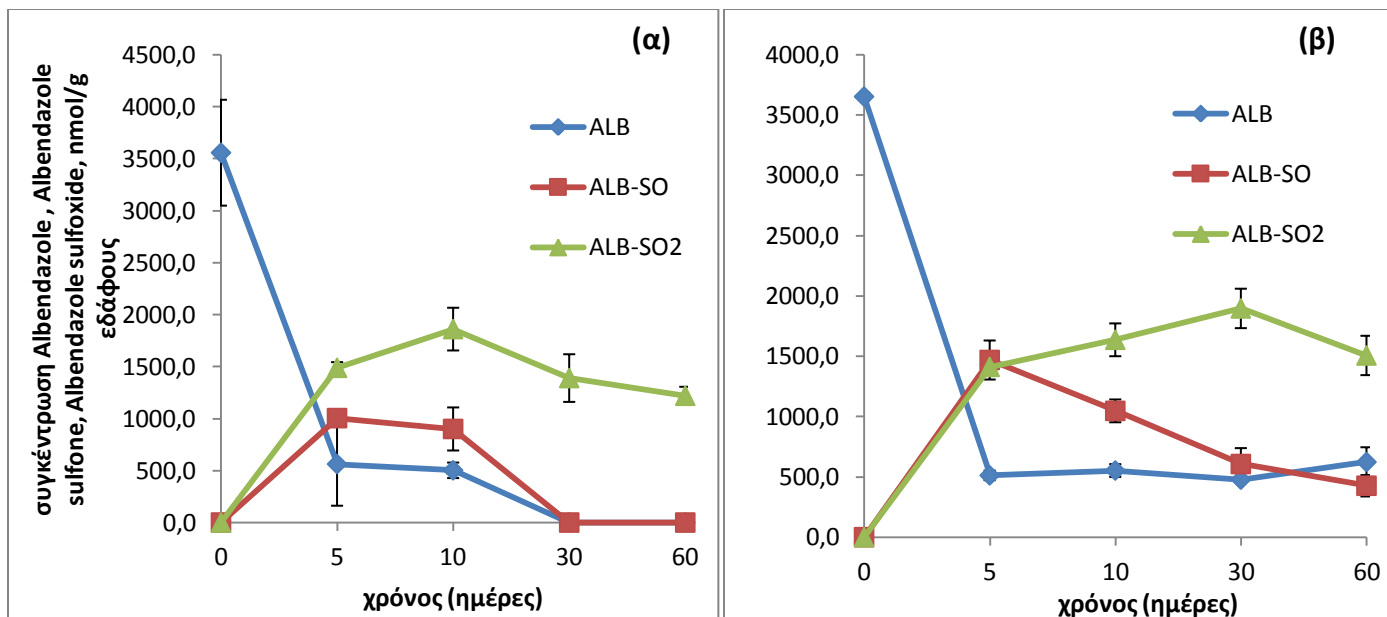 συγκέντρωση Albendazole , Albendazole
sulfone, Albendazole sulfoxide, nmol/g
εδάφους
(α)
4500,0
4000,0
3500,0
3000,0
2500,0
2000,0
1500,0
1000,0
500,0
0,0
ALB
ALB-SO
ALB-SO2
0 5 10 30 60
χρόνος (ημέρες)
(β)
4000,0
3500,0
3000,0
2500,0
2000,0
1500,0
1000,0
500,0
0,0
ALB
ALB-SO
ALB-SO2
0 5 10 30 60
χρόνος (ημέρες)